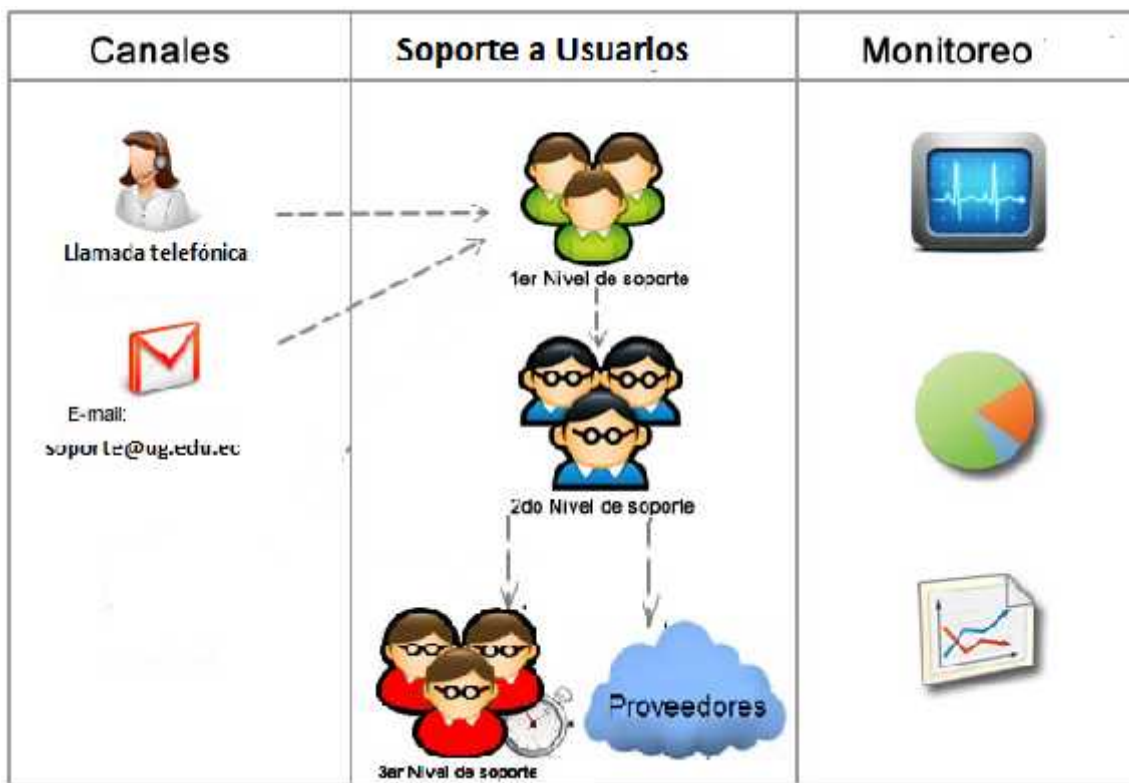 Canales
Soporte a Usuarios
Monitoreo
Llamada telefónica
1er Nivel de soporte
E-mail:
soporte@ug.edu.ec
2do Nivel de soporte
Proveedores
3er Nivel de soporte